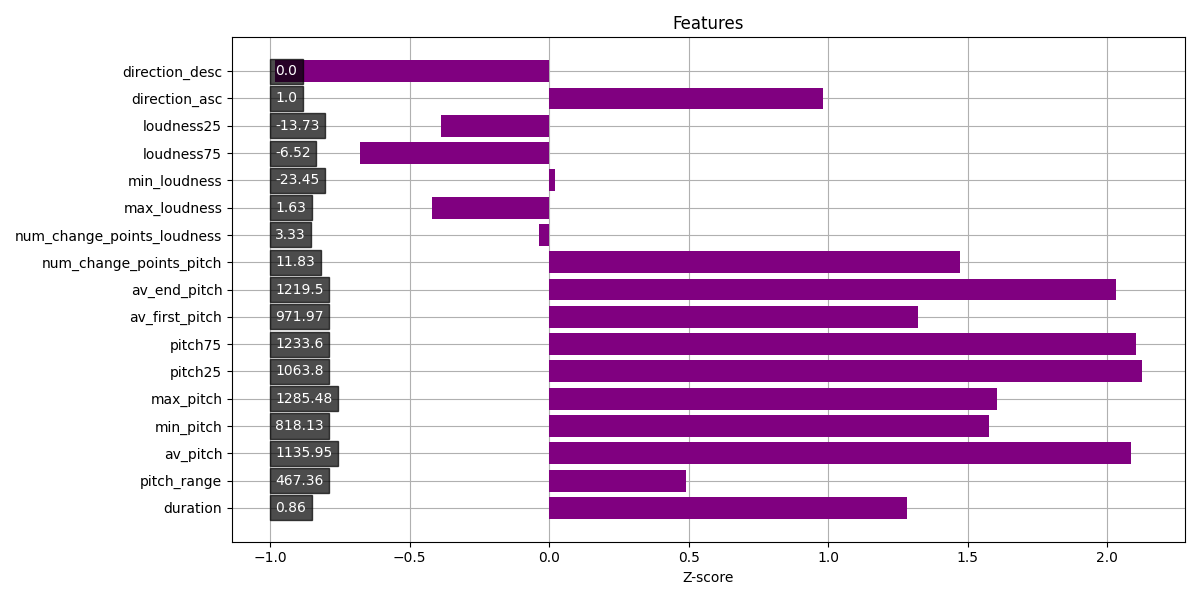 Features
direction_desc 0.0
direction_asc 1.0
loudness25 -13.73
loudness75 -6.52
min_loudness -23.45
max_loudness 1.63
num_change_points_loudness 3.33
num_change_points_pitch 11.83
av_end_pitch 1219.5
av_first_pitch 971.97
pitch75 1233.6
pitch25 1063.8
max_pitch 1285.48
min_pitch 818.13
av_pitch 1135.95
pitch_range 467.36
duration 0.86
−1.0 −0.5 0.0 0.5 1.0 1.5 2.0
Z-score